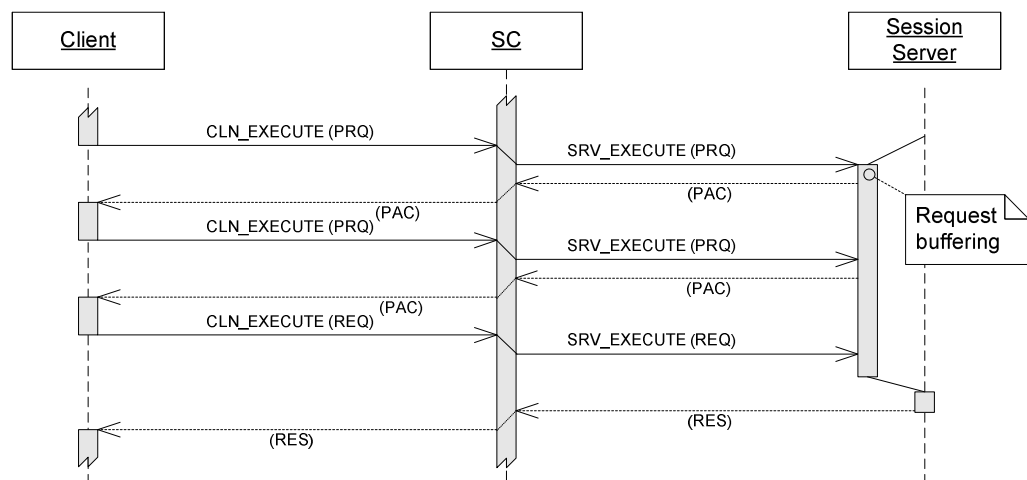 Client
SC
Session
Server
CLN_EXECUTE (PRQ)
SRV_EXECUTE (PRQ)
(PAC)
(PAC)
Request
buffering
CLN_EXECUTE (PRQ)
SRV_EXECUTE (PRQ)
(PAC)
(PAC)
CLN_EXECUTE (REQ)
SRV_EXECUTE (REQ)
(RES)
(RES)